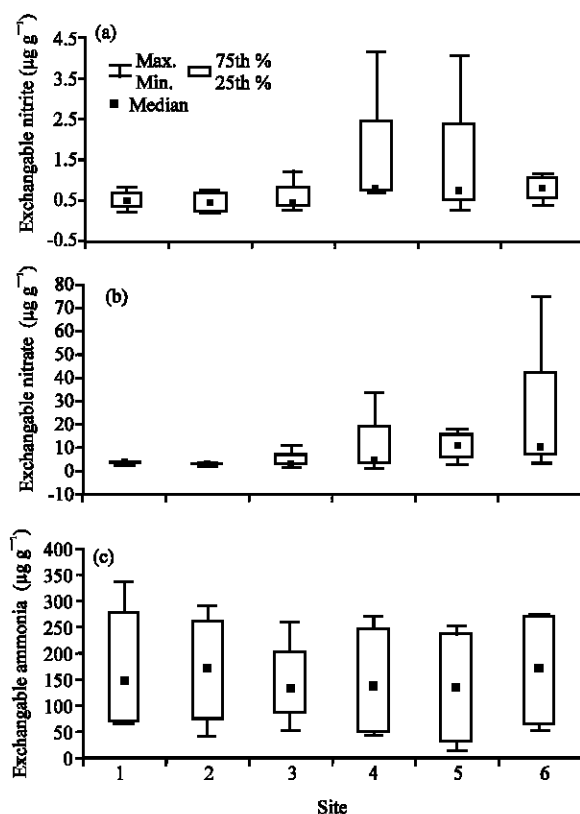 (a)
Max.
Min.
75th %
25th %
Median
Exchangable nitrite (µg g⁻¹)
4.5
3.5
2.5
1.5
0.5
-0.5
(b)
Exchangable nitrate (µg g⁻¹)
80
70
60
50
40
30
20
10
0
-10
(c)
Exchangable ammonia (µg g⁻¹)
400
350
300
250
200
150
100
50
0
1 2 3 4 5 6
Site